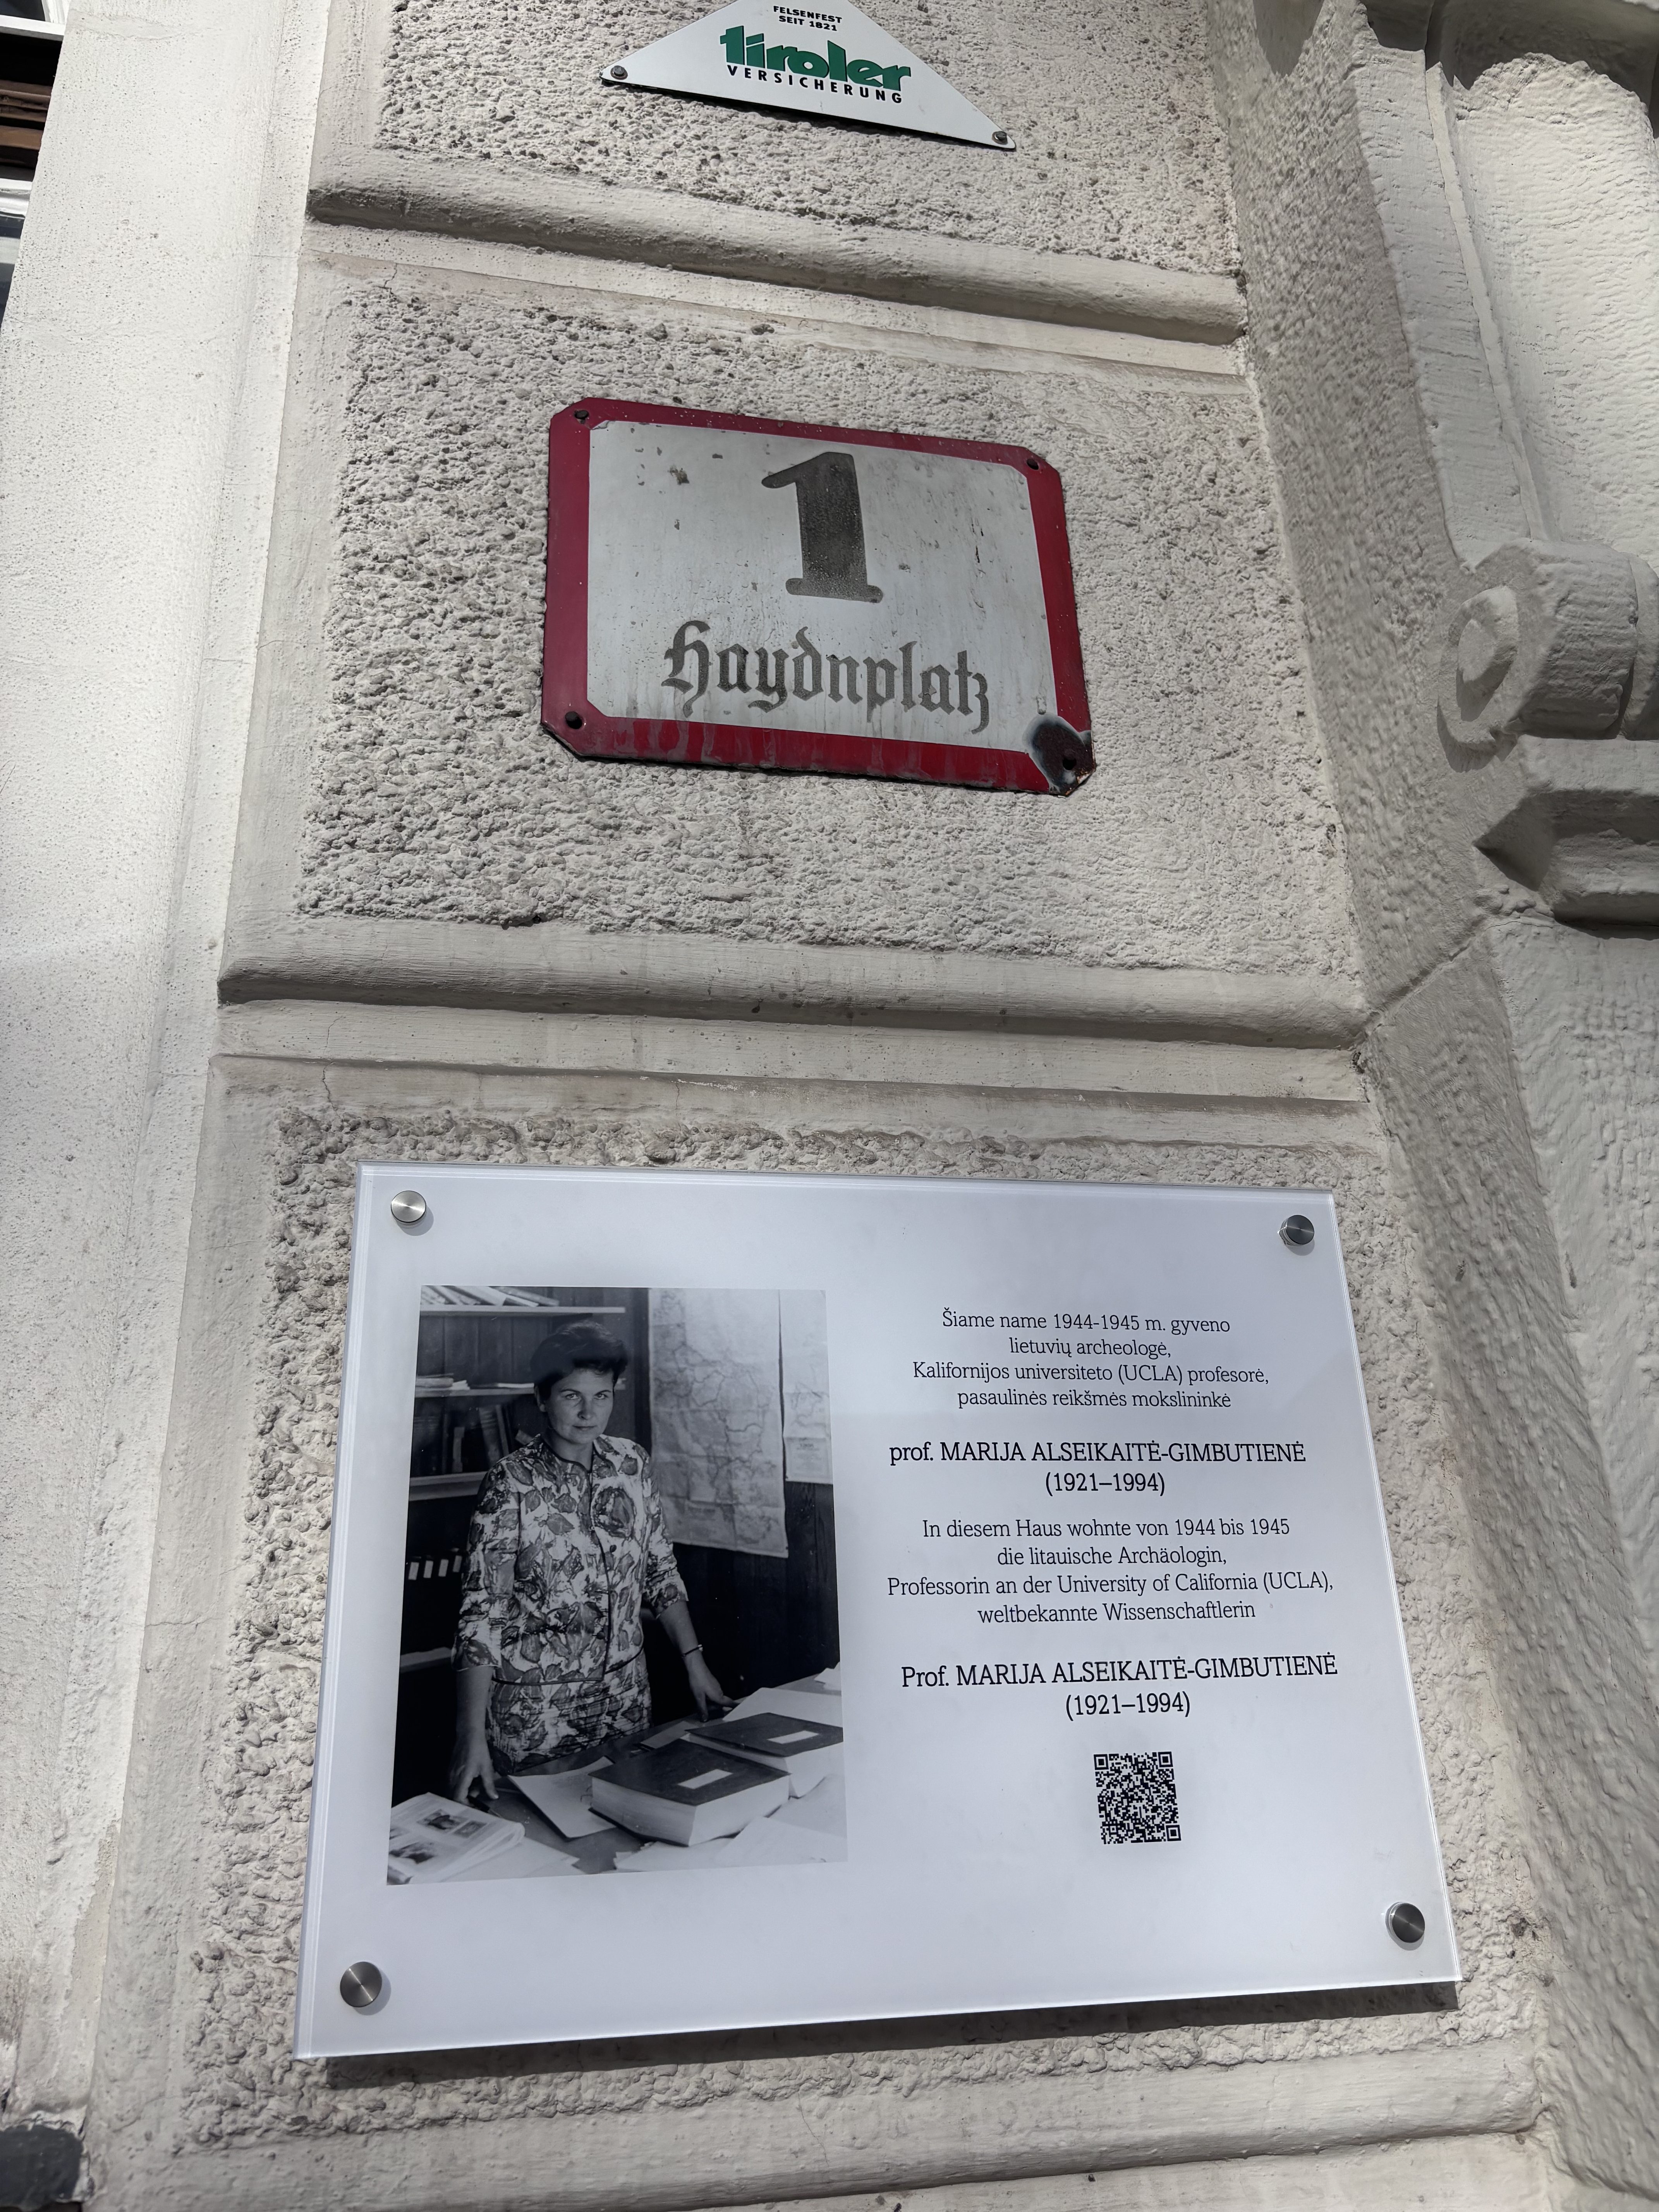 FELSENFEST
SEIT 1821
tiroler
VERSICHERUNG
1
Haydnplatz
Šiame name 1944-1945 m. gyveno
lietuvių archeologė,
Kalifornijos universiteto (UCLA) profesorė,
pasaulinės reikšmės mokslininkė
prof. MARIJA ALSEIKAITĖ-GIMBUTIENĖ
(1921–1994)
In diesem Haus wohnte von 1944 bis 1945
die litauische Archäologin,
Professorin an der University of California (UCLA),
weltbekannte Wissenschaftlerin
Prof. MARIJA ALSEIKAITĖ-GIMBUTIENĖ
(1921–1994)